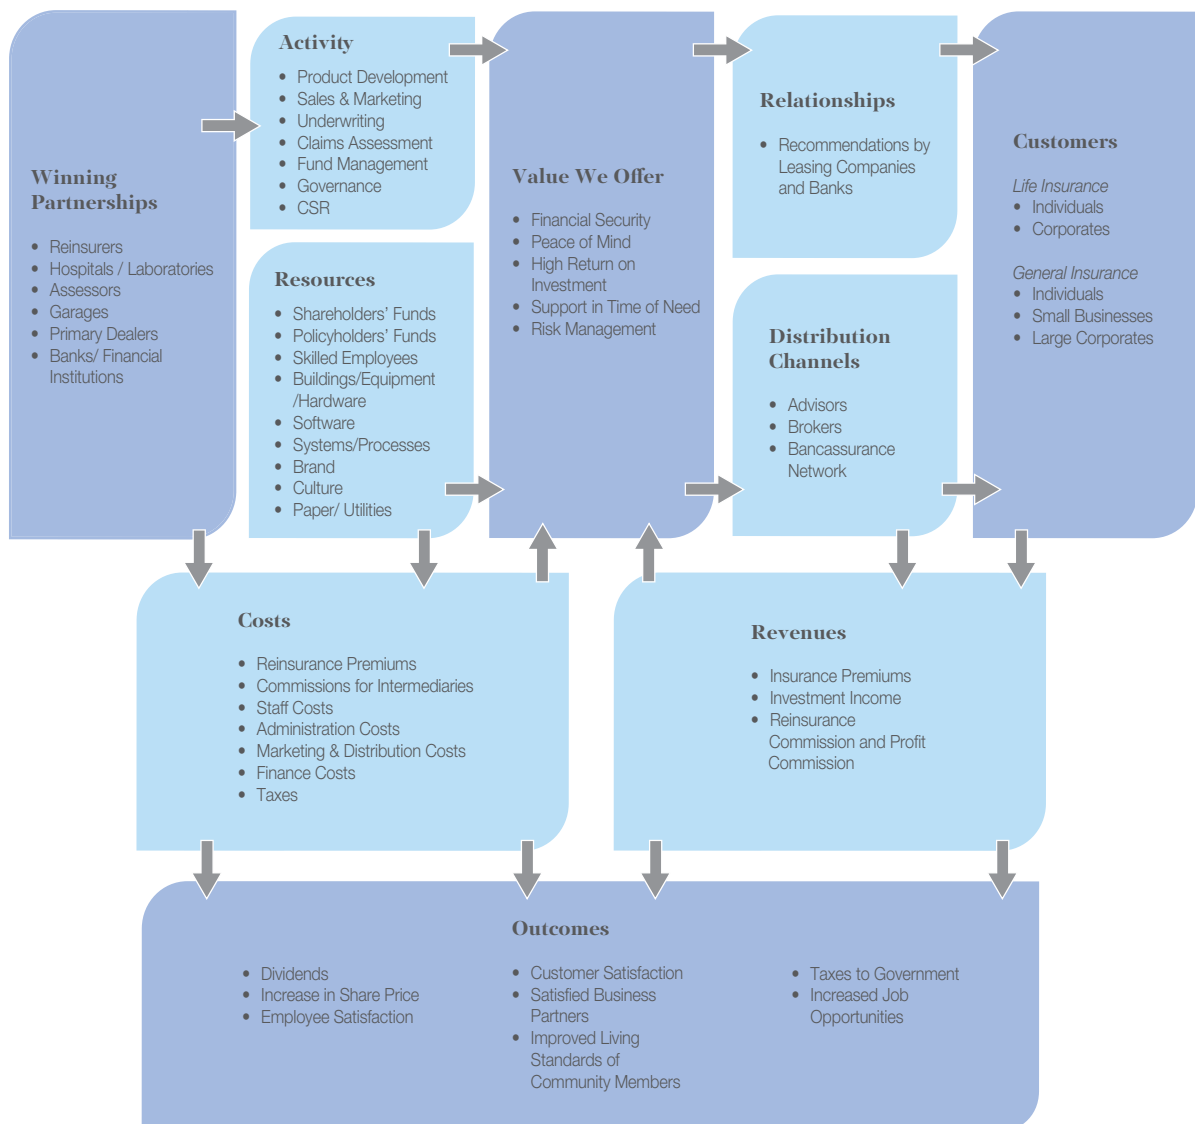 Winning
Partnerships
• Reinsurers
• Hospitals / Laboratories
• Assessors
• Garages
• Primary Dealers
• Banks/ Financial
Institutions
Activity
• Product Development
• Sales & Marketing
• Underwriting
• Claims Assessment
• Fund Management
• Governance
• CSR
Resources
• Shareholders’ Funds
• Policyholders’ Funds
• Skilled Employees
• Buildings/Equipment
/Hardware
• Software
• Systems/Processes
• Brand
• Culture
• Paper/ Utilities
Value We Offer
• Financial Security
• Peace of Mind
• High Return on
Investment
• Support in Time of Need
• Risk Management
Relationships
• Recommendations by
Leasing Companies
and Banks
Distribution
Channels
• Advisors
• Brokers
• Bancassurance
Network
Customers
Life Insurance
• Individuals
• Corporates
General Insurance
• Individuals
• Small Businesses
• Large Corporates
Costs
• Reinsurance Premiums
• Commissions for Intermediaries
• Staff Costs
• Administration Costs
• Marketing & Distribution Costs
• Finance Costs
• Taxes
Revenues
• Insurance Premiums
• Investment Income
• Reinsurance
Commission and Profit
Commission
Outcomes
• Dividends
• Increase in Share Price
• Employee Satisfaction
• Customer Satisfaction
• Satisfied Business
Partners
• Improved Living
Standards of
Community Members
• Taxes to Government
• Increased Job
Opportunities